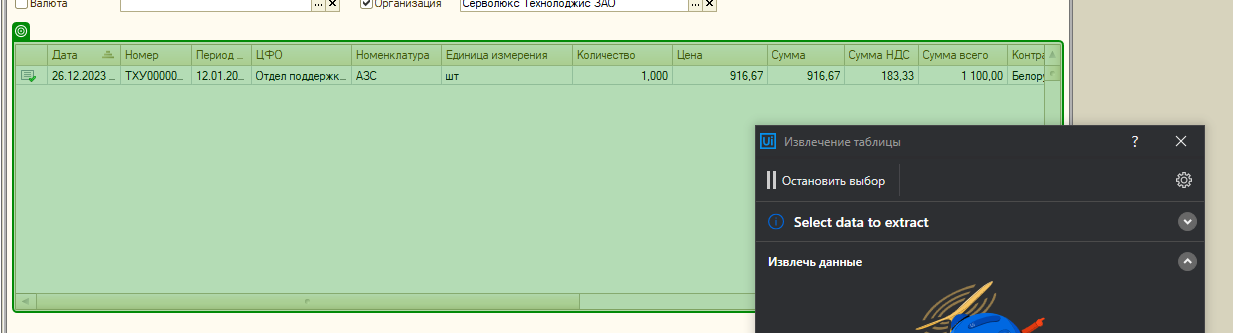 Валюта ... × Организация Серволюкс Технолоджис ЗАО ... ×
Дата Номер Период ... ЦФО Номенклатура Единица измерения Количество Цена Сумма Сумма НДС Сумма всего Контра
26.12.2023 ... ТХУ00000... 12.01.20... Отдел поддержк... АЗС шт 1,000 916,67 916,67 183,33 1 100,00 Белору
Ui Извлечение таблицы ? ×
Остановить выбор
Select data to extract
Извлечь данные